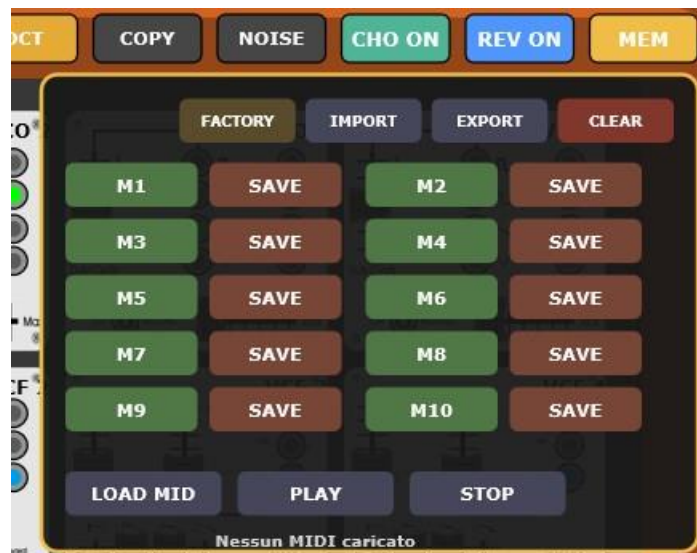 OCT COPY NOISE CHO ON REV ON MEM
FACTORY IMPORT EXPORT CLEAR
M1 SAVE M2 SAVE
M3 SAVE M4 SAVE
M5 SAVE M6 SAVE
M7 SAVE M8 SAVE
M9 SAVE M10 SAVE
LOAD MID PLAY STOP
Nessun MIDI caricato